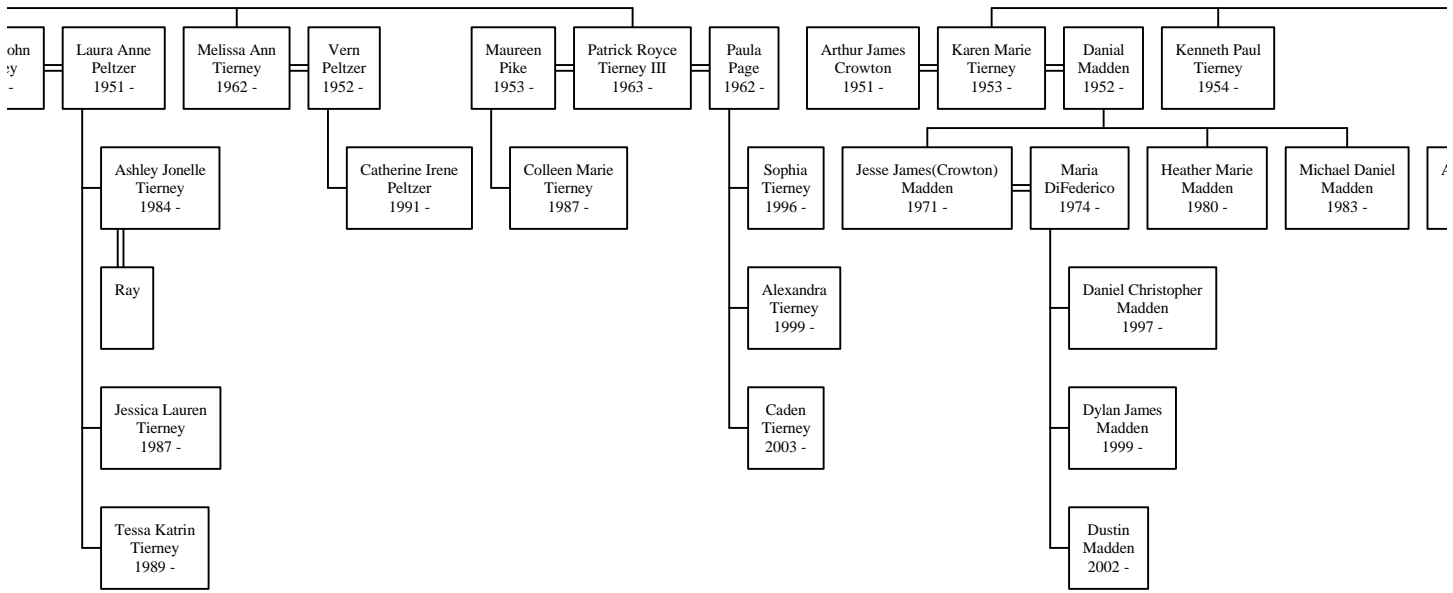 Laura Anne
Peltzer
1951 -
Melissa Ann
Tierney
1962 -
Vern
Peltzer
1952 -
Maureen
Pike
1953 -
Patrick Royce
Tierney III
1963 -
Paula
Page
1962 -
Arthur James
Crowton
1951 -
Karen Marie
Tierney
1953 -
Danial
Madden
1952 -
Kenneth Paul
Tierney
1954 -
Ashley Jonelle
Tierney
1984 -
Catherine Irene
Peltzer
1991 -
Colleen Marie
Tierney
1987 -
Sophia
Tierney
1996 -
Jesse James(Crowton)
Madden
1971 -
Maria
DiFederico
1974 -
Heather Marie
Madden
1980 -
Michael Daniel
Madden
1983 -
Ray
Alexandra
Tierney
1999 -
Daniel Christopher
Madden
1997 -
Jessica Lauren
Tierney
1987 -
Caden
Tierney
2003 -
Dylan James
Madden
1999 -
Tessa Katrin
Tierney
1989 -
Dustin
Madden
2002 -